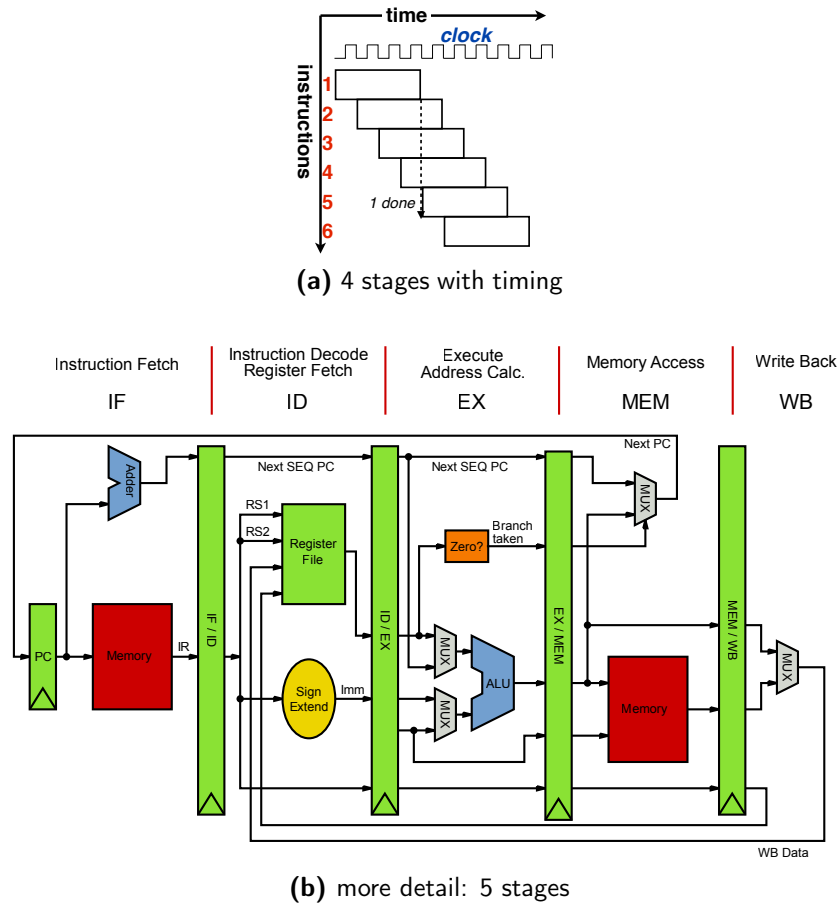 time
clock
instructions
1
2
3
4
5
1 done
6
(a) 4 stages with timing
Instruction Fetch
IF
Instruction Decode
Register Fetch
ID
Execute
Address Calc.
EX
Memory Access
MEM
Write Back
WB
Next PC
Adder
Next SEQ PC
Next SEQ PC
MUX
RS1
RS2
Register
File
Branch
taken
Zero?
IF / ID
ID / EX
EX / MEM
MEM / WB
PC
Memory
IR
MUX
ALU
MUX
Sign
Extend
Imm
Memory
MUX
WB Data
(b) more detail: 5 stages